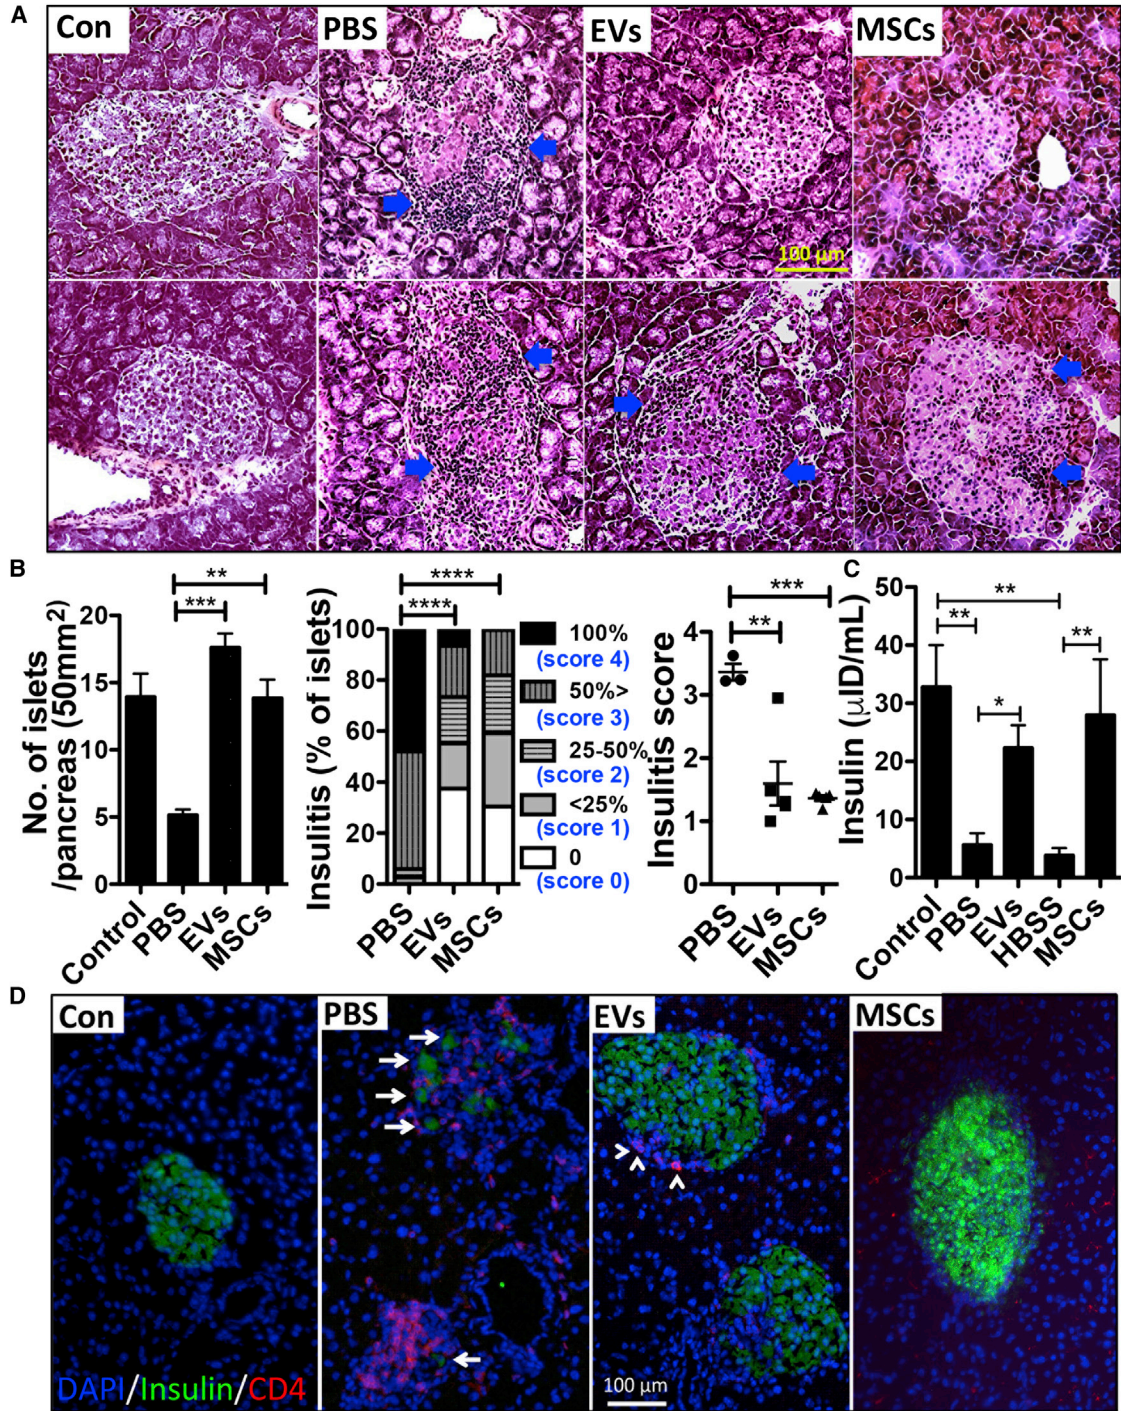 A
Con
PBS
EVs
MSCs
100 μm
B
No. of islets
/pancreas (50mm²)
20
15
10
5
0
**
***
Control
PBS
EVs
MSCs
Insulitis (% of islets)
100
80
60
40
20
0
****
****
PBS
EVs
MSCs
100%
(score 4)
50%>
(score 3)
25-50%
(score 2)
<25%
(score 1)
0
(score 0)
Insulitis score
4
3
2
1
0
***
**
PBS
EVs
MSCs
C
Insulin (μID/mL)
50
40
30
20
10
0
**
**
**
*
Control
PBS
EVs
HBSS
MSCs
D
Con
PBS
EVs
MSCs
DAPI/Insulin/CD4
100 μm